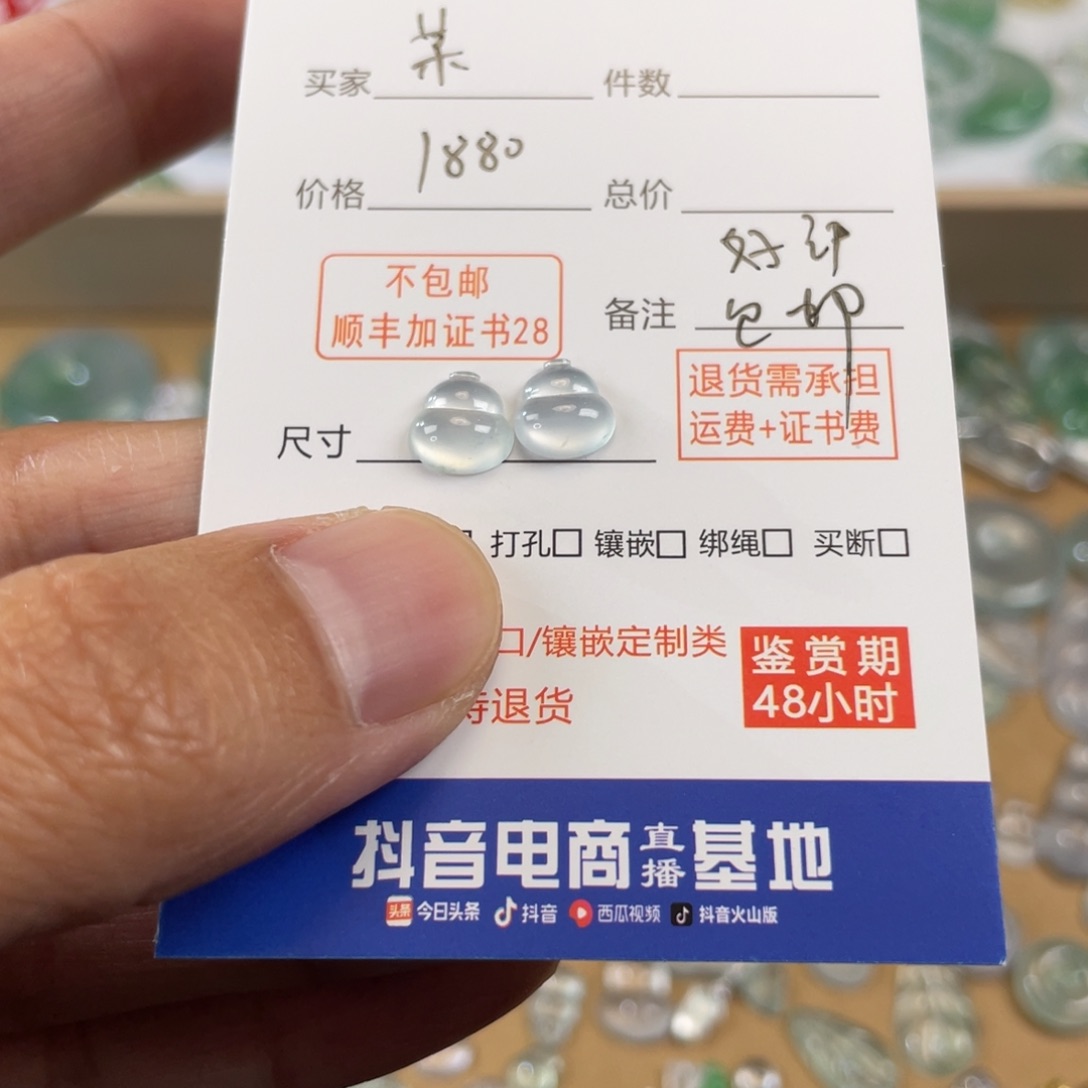 买家 某 件数
价格 1880 总价
不包邮
顺丰加证书28
备注 好评
包邮
退货需承担
运费+证书费
尺寸
打孔□ 镶嵌□ 绑绳□ 买断□
/镶嵌定制类
退货
鉴赏期
48小时
抖音电商直播基地
头条 今日头条 抖音 西瓜视频 抖音火山版